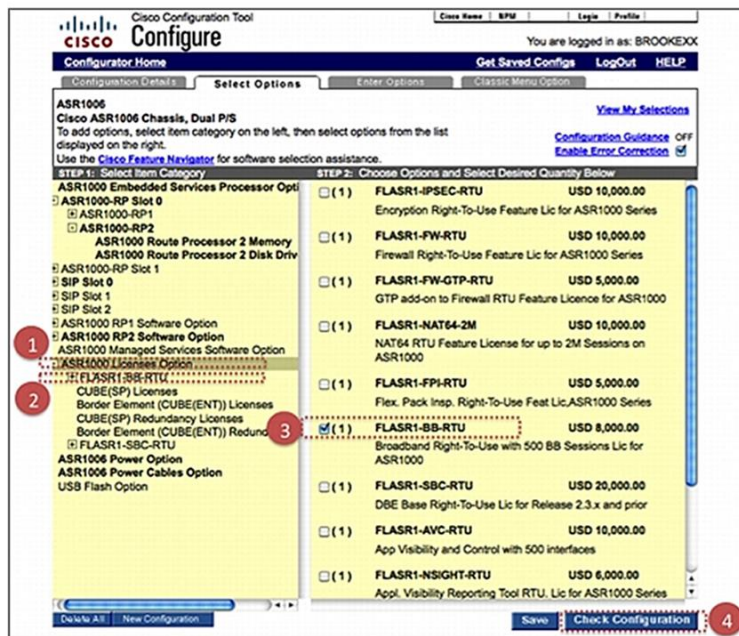 Cisco Configuration Tool
Cisco Home | BPM | Login | Profile
CISCO
Configure
You are logged in as: BROOKEXX
Configurator Home
Get Saved Configs LogOut HELP
Configuration Details
Select Options
Enter Options
Classic Menu Option
ASR1006
Cisco ASR1006 Chassis, Dual P/S
To add options, select item category on the left, then select options from the list
displayed on the right.
Use the Cisco Feature Navigator for software selection assistance.
View My Selections
Configuration Guidance OFF
Enable Error Correction
STEP 1: Select Item Category
ASR1000 Embedded Services Processor Opti
ASR1000-RP Slot 0
ASR1000-RP1
ASR1000-RP2
ASR1000 Route Processor 2 Memory
ASR1000 Route Processor 2 Disk Driv
ASR1000-RP Slot 1
SIP Slot 0
SIP Slot 1
SIP Slot 2
ASR1000 RP1 Software Option
1
ASR1000 RP2 Software Option
ASR1000 Managed Services Software Option
ASR1000 Licenses Option
2
FLASR1-BB-RTU
CUBE(SP) Licenses
Border Element (CUBE(ENT)) Licenses
CUBE(SP) Redundancy Licenses
Border Element (CUBE(ENT)) Redun
FLASR1-SBC-RTU
ASR1006 Power Option
ASR1006 Power Cables Option
USB Flash Option
STEP 2: Choose Options and Select Desired Quantity Below
(1) FLASR1-IPSEC-RTU USD 10,000.00
Encryption Right-To-Use Feature Lic for ASR1000 Series
(1) FLASR1-FW-RTU USD 10,000.00
Firewall Right-To-Use Feature Lic for ASR1000 Series
(1) FLASR1-FW-GTP-RTU USD 5,000.00
GTP add-on to Firewall RTU Feature Licence for ASR1000
(1) FLASR1-NAT64-2M USD 10,000.00
NAT64 RTU Feature License for up to 2M Sessions on
ASR1000
(1) FLASR1-FPI-RTU USD 5,000.00
Flex. Pack Insp. Right-To-Use Feat Lic,ASR1000 Series
3
(1) FLASR1-BB-RTU USD 8,000.00
Broadband Right-To-Use with 500 BB Sessions Lic for
ASR1000
(1) FLASR1-SBC-RTU USD 20,000.00
DBE Base Right-To-Use Lic for Release 2.3.x and prior
(1) FLASR1-AVC-RTU USD 10,000.00
App Visibility and Control with 500 interfaces
(1) FLASR1-NSIGHT-RTU USD 6,000.00
Appl. Visibility Reporting Tool RTU. Lic for ASR1000 Series
Delete All
New Configuration
Save
Check Configuration
4